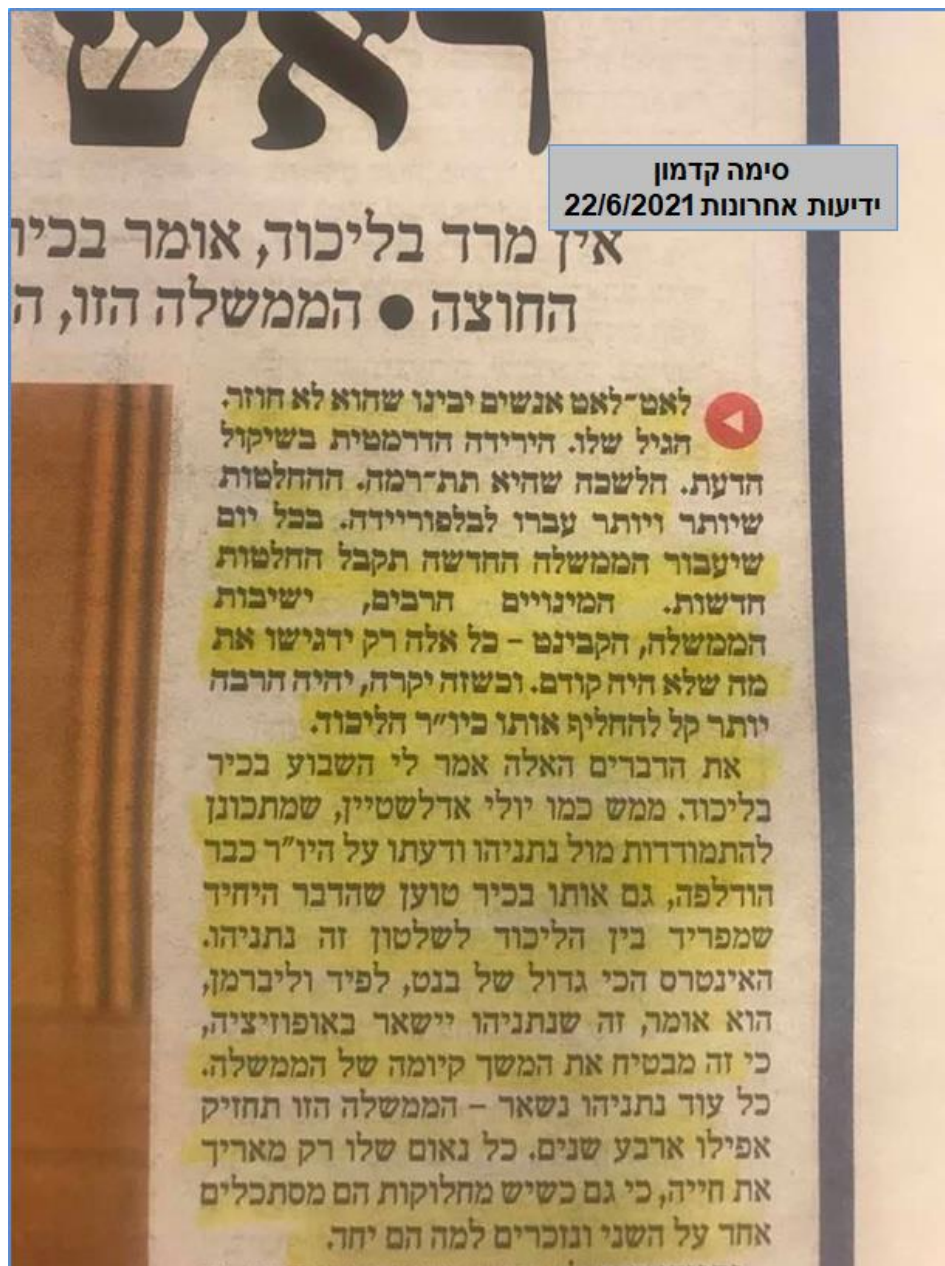 ראש
סימה קדמון
ידיעות אחרונות 22/6/2021
אין מרד בליכוד, אומר בכיר
החוצה ● הממשלה הזו, ה
לאט־לאט אנשים יבינו שהוא לא חוזר.
הגיל שלו. הירידה הדרמטית בשיקול
הדעת. הלשכה שהיא תת־רמה. ההחלטות
שיותר ויותר עברו לבלפוריידה. בכל יום
שיעבור הממשלה החדשה תקבל החלטות
חדשות. המינויים הרבים, ישיבות
הממשלה, הקבינט – כל אלה רק ידגישו את
מה שלא היה קודם. וכשזה יקרה, יהיה הרבה
יותר קל להחליף אותו כיו״ר הליכוד.
את הדברים האלה אמר לי השבוע בכיר
בליכוד. ממש כמו יולי אדלשטיין, שמתכונן
להתמודדות מול נתניהו ודעתו על היו״ר כבר
הודלפה, גם אותו בכיר טוען שהדבר היחיד
שמפריד בין הליכוד לשלטון זה נתניהו.
האינטרס הכי גדול של בנט, לפיד וליברמן,
הוא אומר, זה שנתניהו יישאר באופוזיציה,
כי זה מבטיח את המשך קיומה של הממשלה.
כל עוד נתניהו נשאר – הממשלה הזו תחזיק
אפילו ארבע שנים. כל נאום שלו רק מאריך
את חייה, כי גם כשיש מחלוקות הם מסתכלים
אחד על השני ונזכרים למה הם יחד.